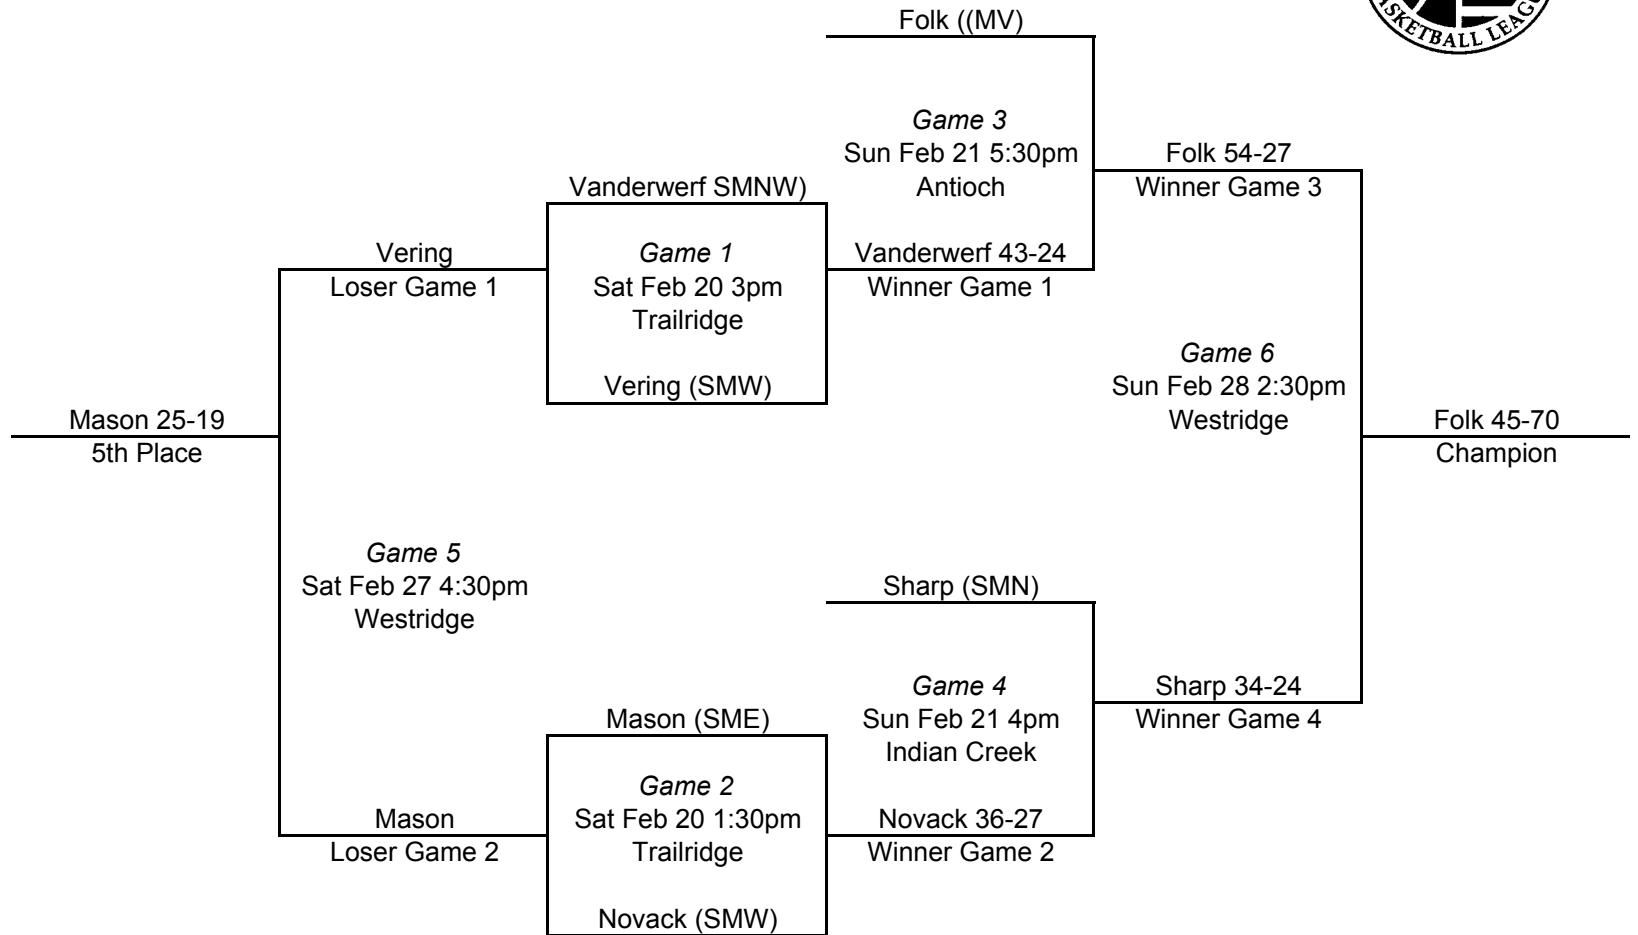 Folk ((MV)
BASKETBALL LEAGUE
Game 3
Sun Feb 21 5:30pm
Antioch
Folk 54-27
Winner Game 3
Vanderwerf SMNW)
Vering
Loser Game 1
Game 1
Sat Feb 20 3pm
Trailridge
Vanderwerf 43-24
Winner Game 1
Vering (SMW)
Game 6
Sun Feb 28 2:30pm
Westridge
Mason 25-19
5th Place
Folk 45-70
Champion
Game 5
Sat Feb 27 4:30pm
Westridge
Sharp (SMN)
Game 4
Sun Feb 21 4pm
Indian Creek
Sharp 34-24
Winner Game 4
Mason (SME)
Game 2
Sat Feb 20 1:30pm
Trailridge
Mason
Loser Game 2
Novack 36-27
Winner Game 2
Novack (SMW)